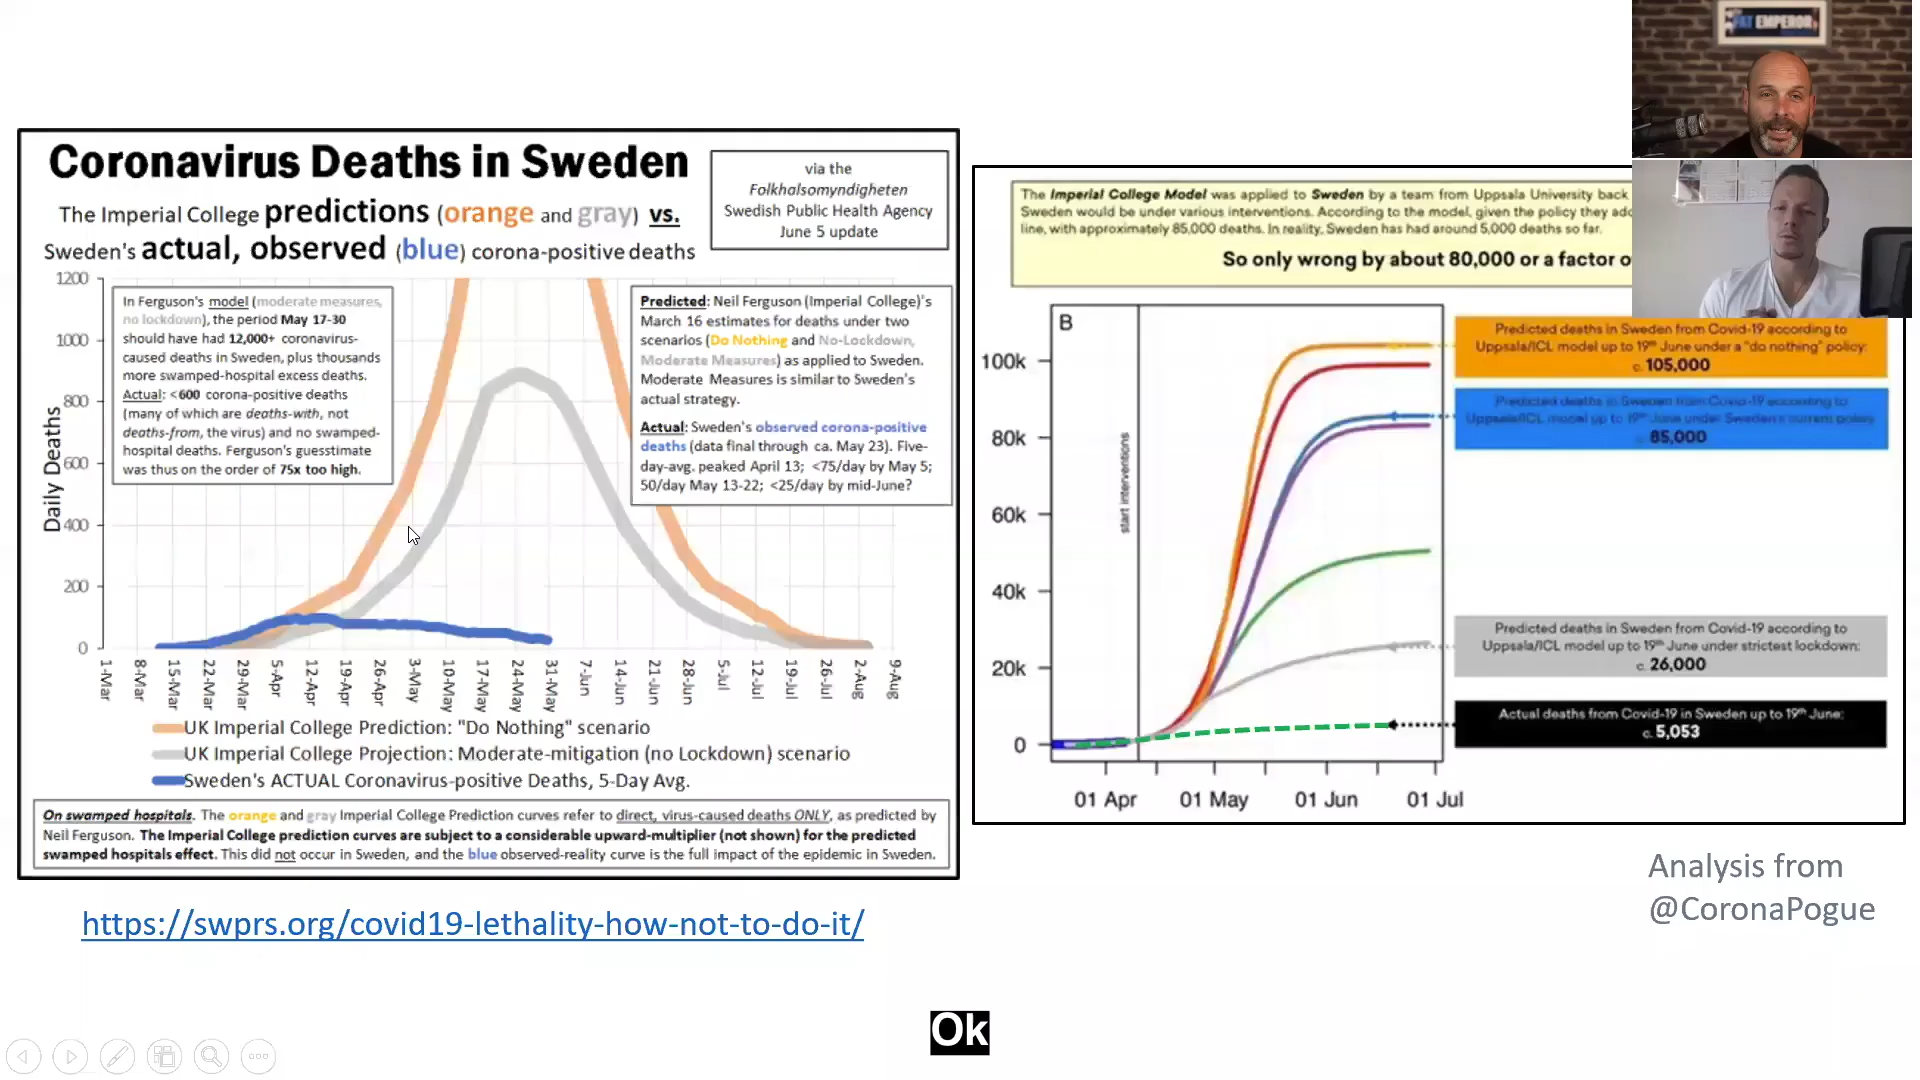 FAT EMPEROR
Coronavirus Deaths in Sweden
The Imperial College predictions (orange and gray) vs.
Sweden's actual, observed (blue) corona-positive deaths
via the
Folkhalsomyndigheten
Swedish Public Health Agency
June 5 update
1200
1000
800
600
400
200
0
Daily Deaths
In Ferguson's model (moderate measures,
no lockdown), the period May 17-30
should have had 12,000+ coronavirus-
caused deaths in Sweden, plus thousands
more swamped-hospital excess deaths.
Actual: <600 corona-positive deaths
(many of which are deaths-with, not
deaths-from, the virus) and no swamped-
hospital deaths. Ferguson's guesstimate
was thus on the order of 75x too high.
Predicted: Neil Ferguson (Imperial College)'s
March 16 estimates for deaths under two
scenarios (Do Nothing and No-Lockdown,
Moderate Measures) as applied to Sweden.
Moderate Measures is similar to Sweden's
actual strategy.
Actual: Sweden's observed corona-positive
deaths (data final through ca. May 23). Five-
day-avg. peaked April 13; <75/day by May 5;
50/day May 13-22; <25/day by mid-June?
1-Mar
8-Mar
15-Mar
22-Mar
29-Mar
5-Apr
12-Apr
19-Apr
26-Apr
3-May
10-May
17-May
24-May
31-May
7-Jun
14-Jun
21-Jun
28-Jun
5-Jul
12-Jul
19-Jul
26-Jul
2-Aug
9-Aug
UK Imperial College Prediction: "Do Nothing" scenario
UK Imperial College Projection: Moderate-mitigation (no Lockdown) scenario
Sweden's ACTUAL Coronavirus-positive Deaths, 5-Day Avg.
On swamped hospitals. The orange and gray Imperial College Prediction curves refer to direct, virus-caused deaths ONLY, as predicted by
Neil Ferguson. The Imperial College prediction curves are subject to a considerable upward-multiplier (not shown) for the predicted
swamped hospitals effect. This did not occur in Sweden, and the blue observed-reality curve is the full impact of the epidemic in Sweden.
https://swprs.org/covid19-lethality-how-not-to-do-it/
The Imperial College Model was applied to Sweden by a team from Uppsala University back
Sweden would be under various interventions. According to the model, given the policy they
line, with approximately 85,000 deaths. In reality, Sweden has had around 5,000 deaths so far.
So only wrong by about 80,000 or a factor
B
start interventions
100k
80k
60k
40k
20k
0
01 Apr
01 May
01 Jun
01 Jul
Predicted deaths in Sweden from Covid-19 according to
Uppsala/ICL model up to 19th June under a "do nothing" policy:
c. 105,000
Predicted deaths in Sweden from Covid-19 according to
Uppsala/ICL model up to 19th June under Sweden's current policy:
c. 85,000
Predicted deaths in Sweden from Covid-19 according to
Uppsala/ICL model up to 19th June under strictest lockdown:
c. 26,000
Actual deaths from Covid-19 in Sweden up to 19th June:
c. 5,053
Analysis from
@CoronaPogue
Ok